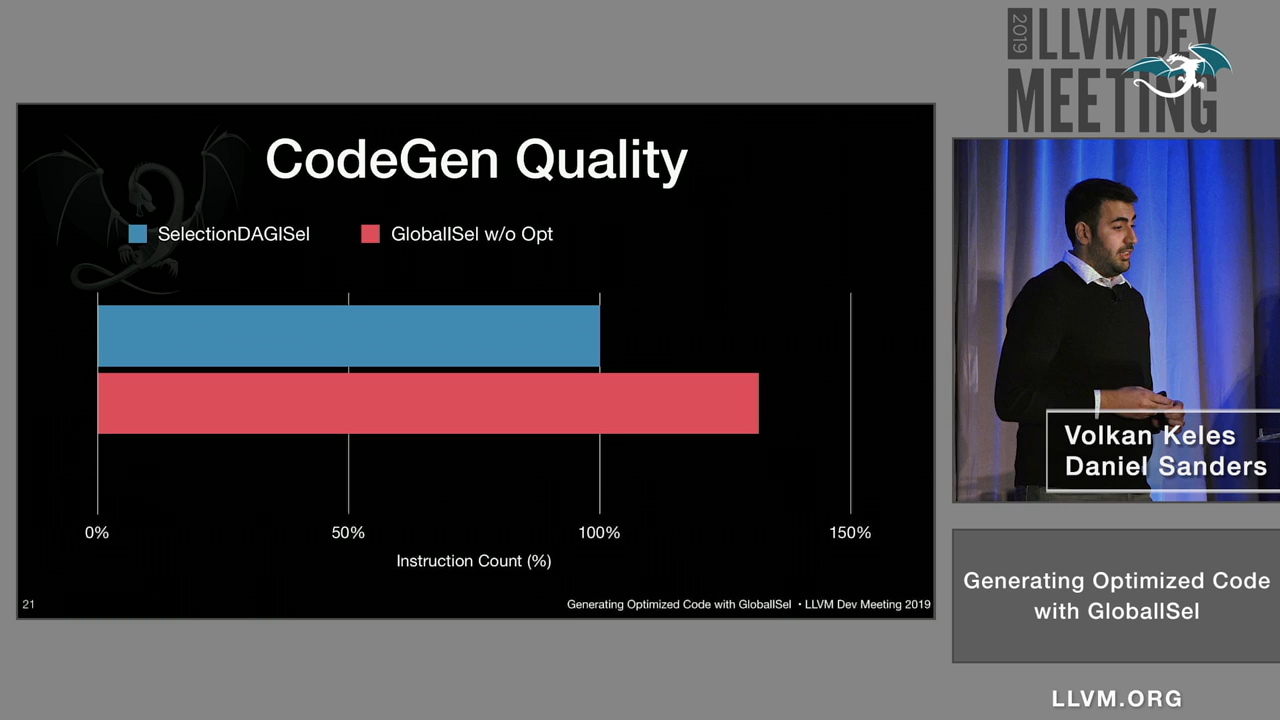 2019 LLVM DEV
MEETING
CodeGen Quality
SelectionDAGISel GlobalISel w/o Opt
0% 50% 100% 150%
Instruction Count (%)
21 Generating Optimized Code with GlobalISel • LLVM Dev Meeting 2019
Volkan Keles
Daniel Sanders
Generating Optimized Code
with GlobalISel
LLVM.ORG